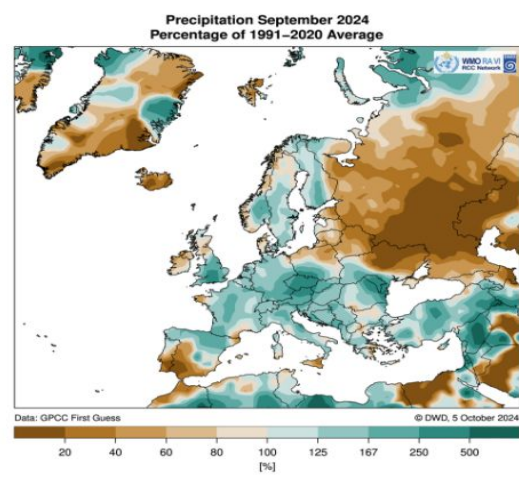 Precipitation September 2024
Percentage of 1991–2020 Average
WMO RA VI
RCC Network
Data: GPCC First Guess
© DWD, 5 October 2024
20 40 60 80 100 125 167 250 500
[%]